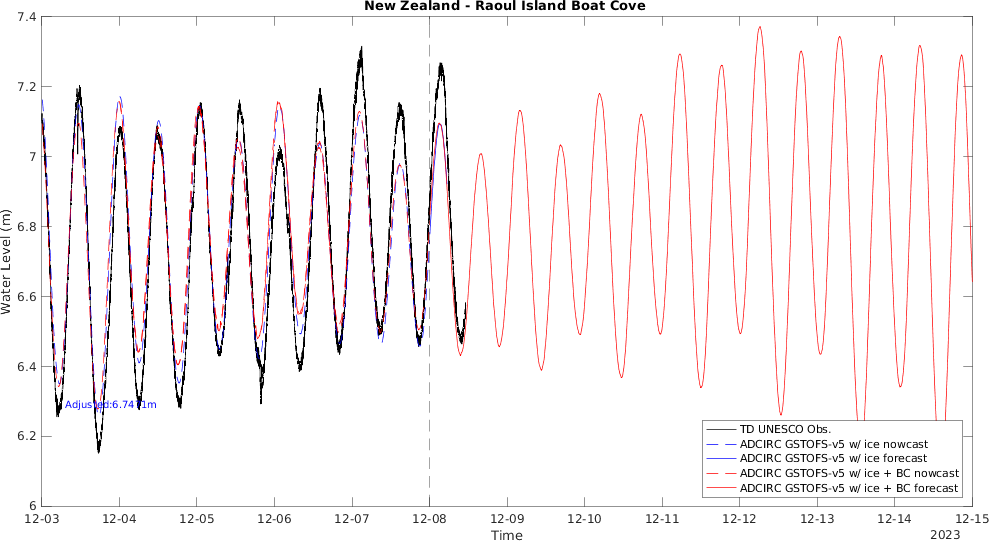 New Zealand - Raoul Island Boat Cove
7.4
7.2
7
6.8
6.6
6.4
6.2
6
Water Level (m)
Adjusted:6.7471m
TD UNESCO Obs.
ADCIRC GSTOFS-v5 w/ ice nowcast
ADCIRC GSTOFS-v5 w/ ice forecast
ADCIRC GSTOFS-v5 w/ ice + BC nowcast
ADCIRC GSTOFS-v5 w/ ice + BC forecast
12-03 12-04 12-05 12-06 12-07 12-08 12-09 12-10 12-11 12-12 12-13 12-14 12-15
Time
2023